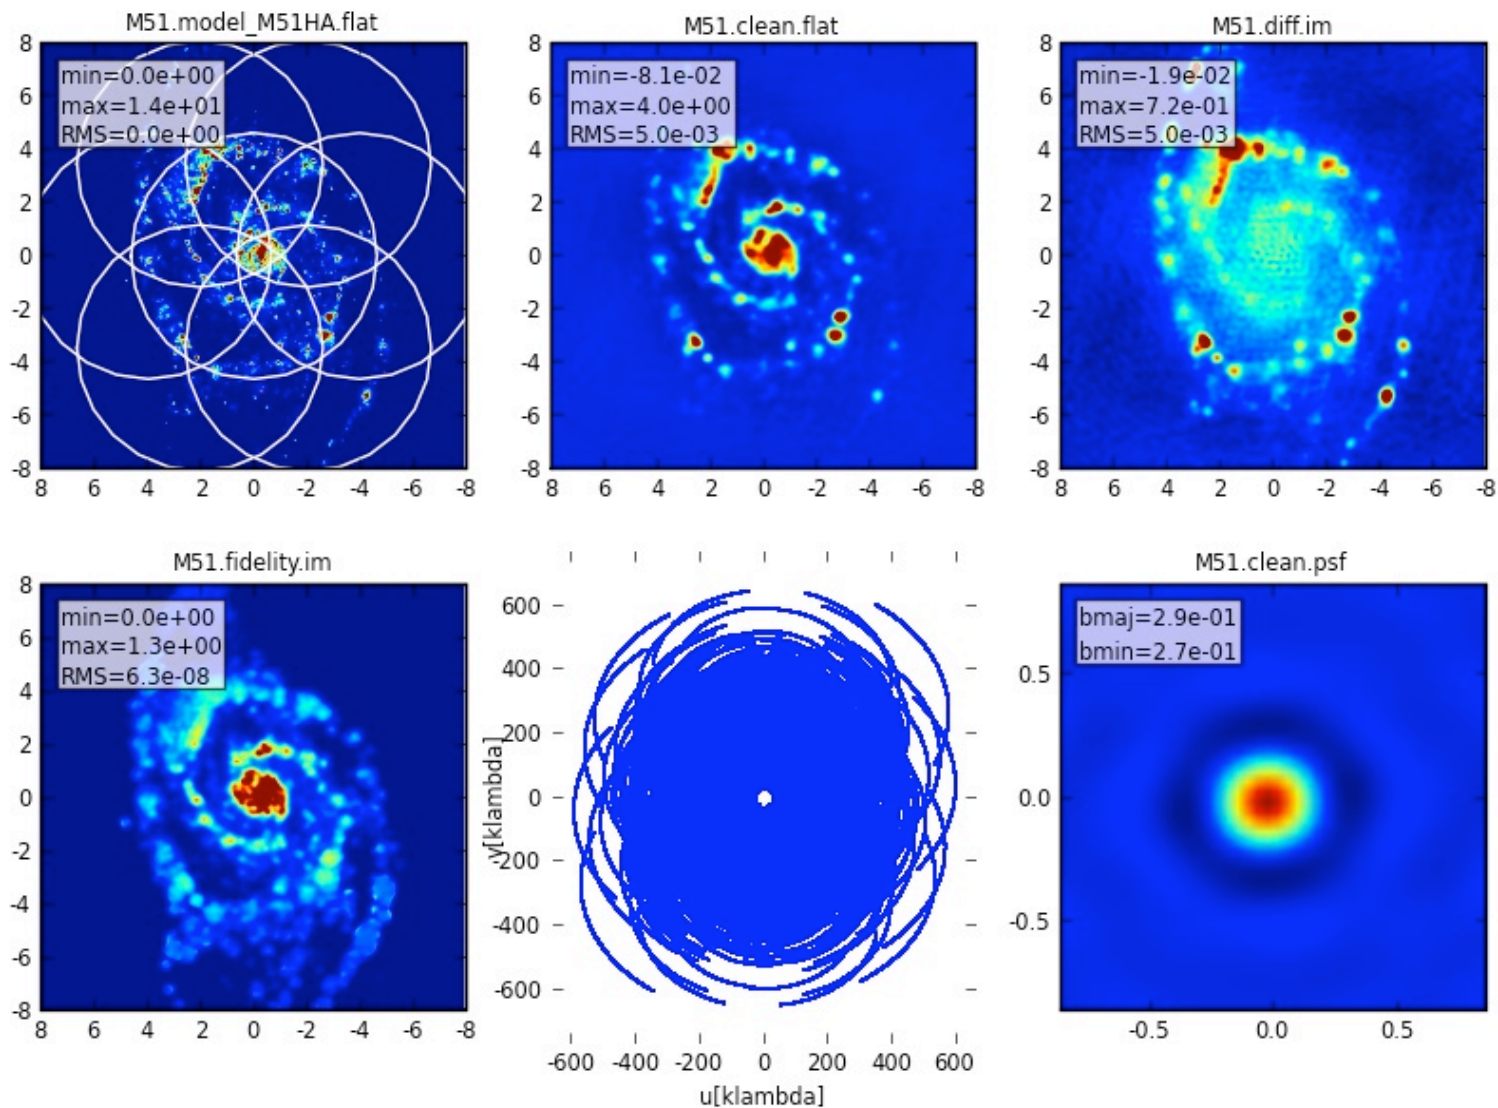 M51.model_M51HA.flat
min=0.0e+00
max=1.4e+01
RMS=0.0e+00
8
6
4
2
0
-2
-4
-6
-8
8 6 4 2 0 -2 -4 -6 -8
M51.clean.flat
min=-8.1e-02
max=4.0e+00
RMS=5.0e-03
8
6
4
2
0
-2
-4
-6
-8
8 6 4 2 0 -2 -4 -6 -8
M51.diff.im
min=-1.9e-02
max=7.2e-01
RMS=5.0e-03
8
6
4
2
0
-2
-4
-6
-8
8 6 4 2 0 -2 -4 -6 -8
M51.fidelity.im
min=0.0e+00
max=1.3e+00
RMS=6.3e-08
8
6
4
2
0
-2
-4
-6
-8
8 6 4 2 0 -2 -4 -6 -8
v[klambda]
600
400
200
0
-200
-400
-600
-600 -400 -200 0 200 400 600
u[klambda]
M51.clean.psf
bmaj=2.9e-01
bmin=2.7e-01
0.5
0.0
-0.5
-0.5 0.0 0.5